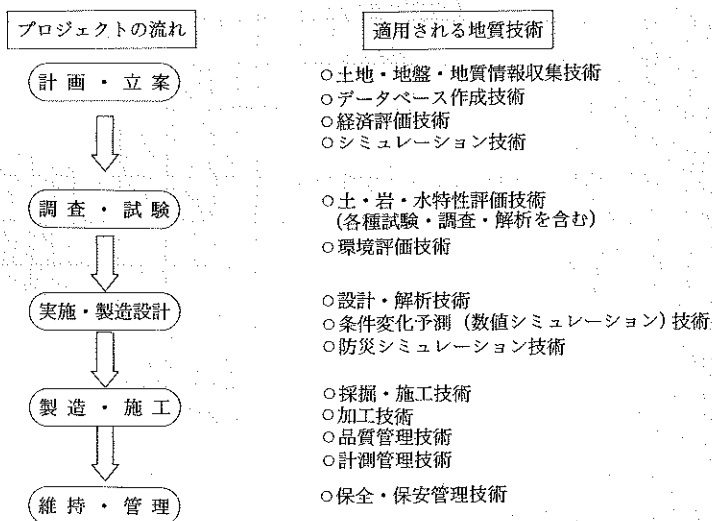 プロジェクトの流れ
適用される地質技術
計画・立案
○土地・地盤・地質情報収集技術
○データベース作成技術
○経済評価技術
○シミュレーション技術
調査・試験
○土・岩・水特性評価技術
(各種試験・調査・解析を含む)
○環境評価技術
実施・製造設計
○設計・解析技術
○条件変化予測（数値シミュレーション）技術
○防災シミュレーション技術
製造・施工
○採掘・施工技術
○加工技術
○品質管理技術
○計測管理技術
維持・管理
○保全・保安管理技術